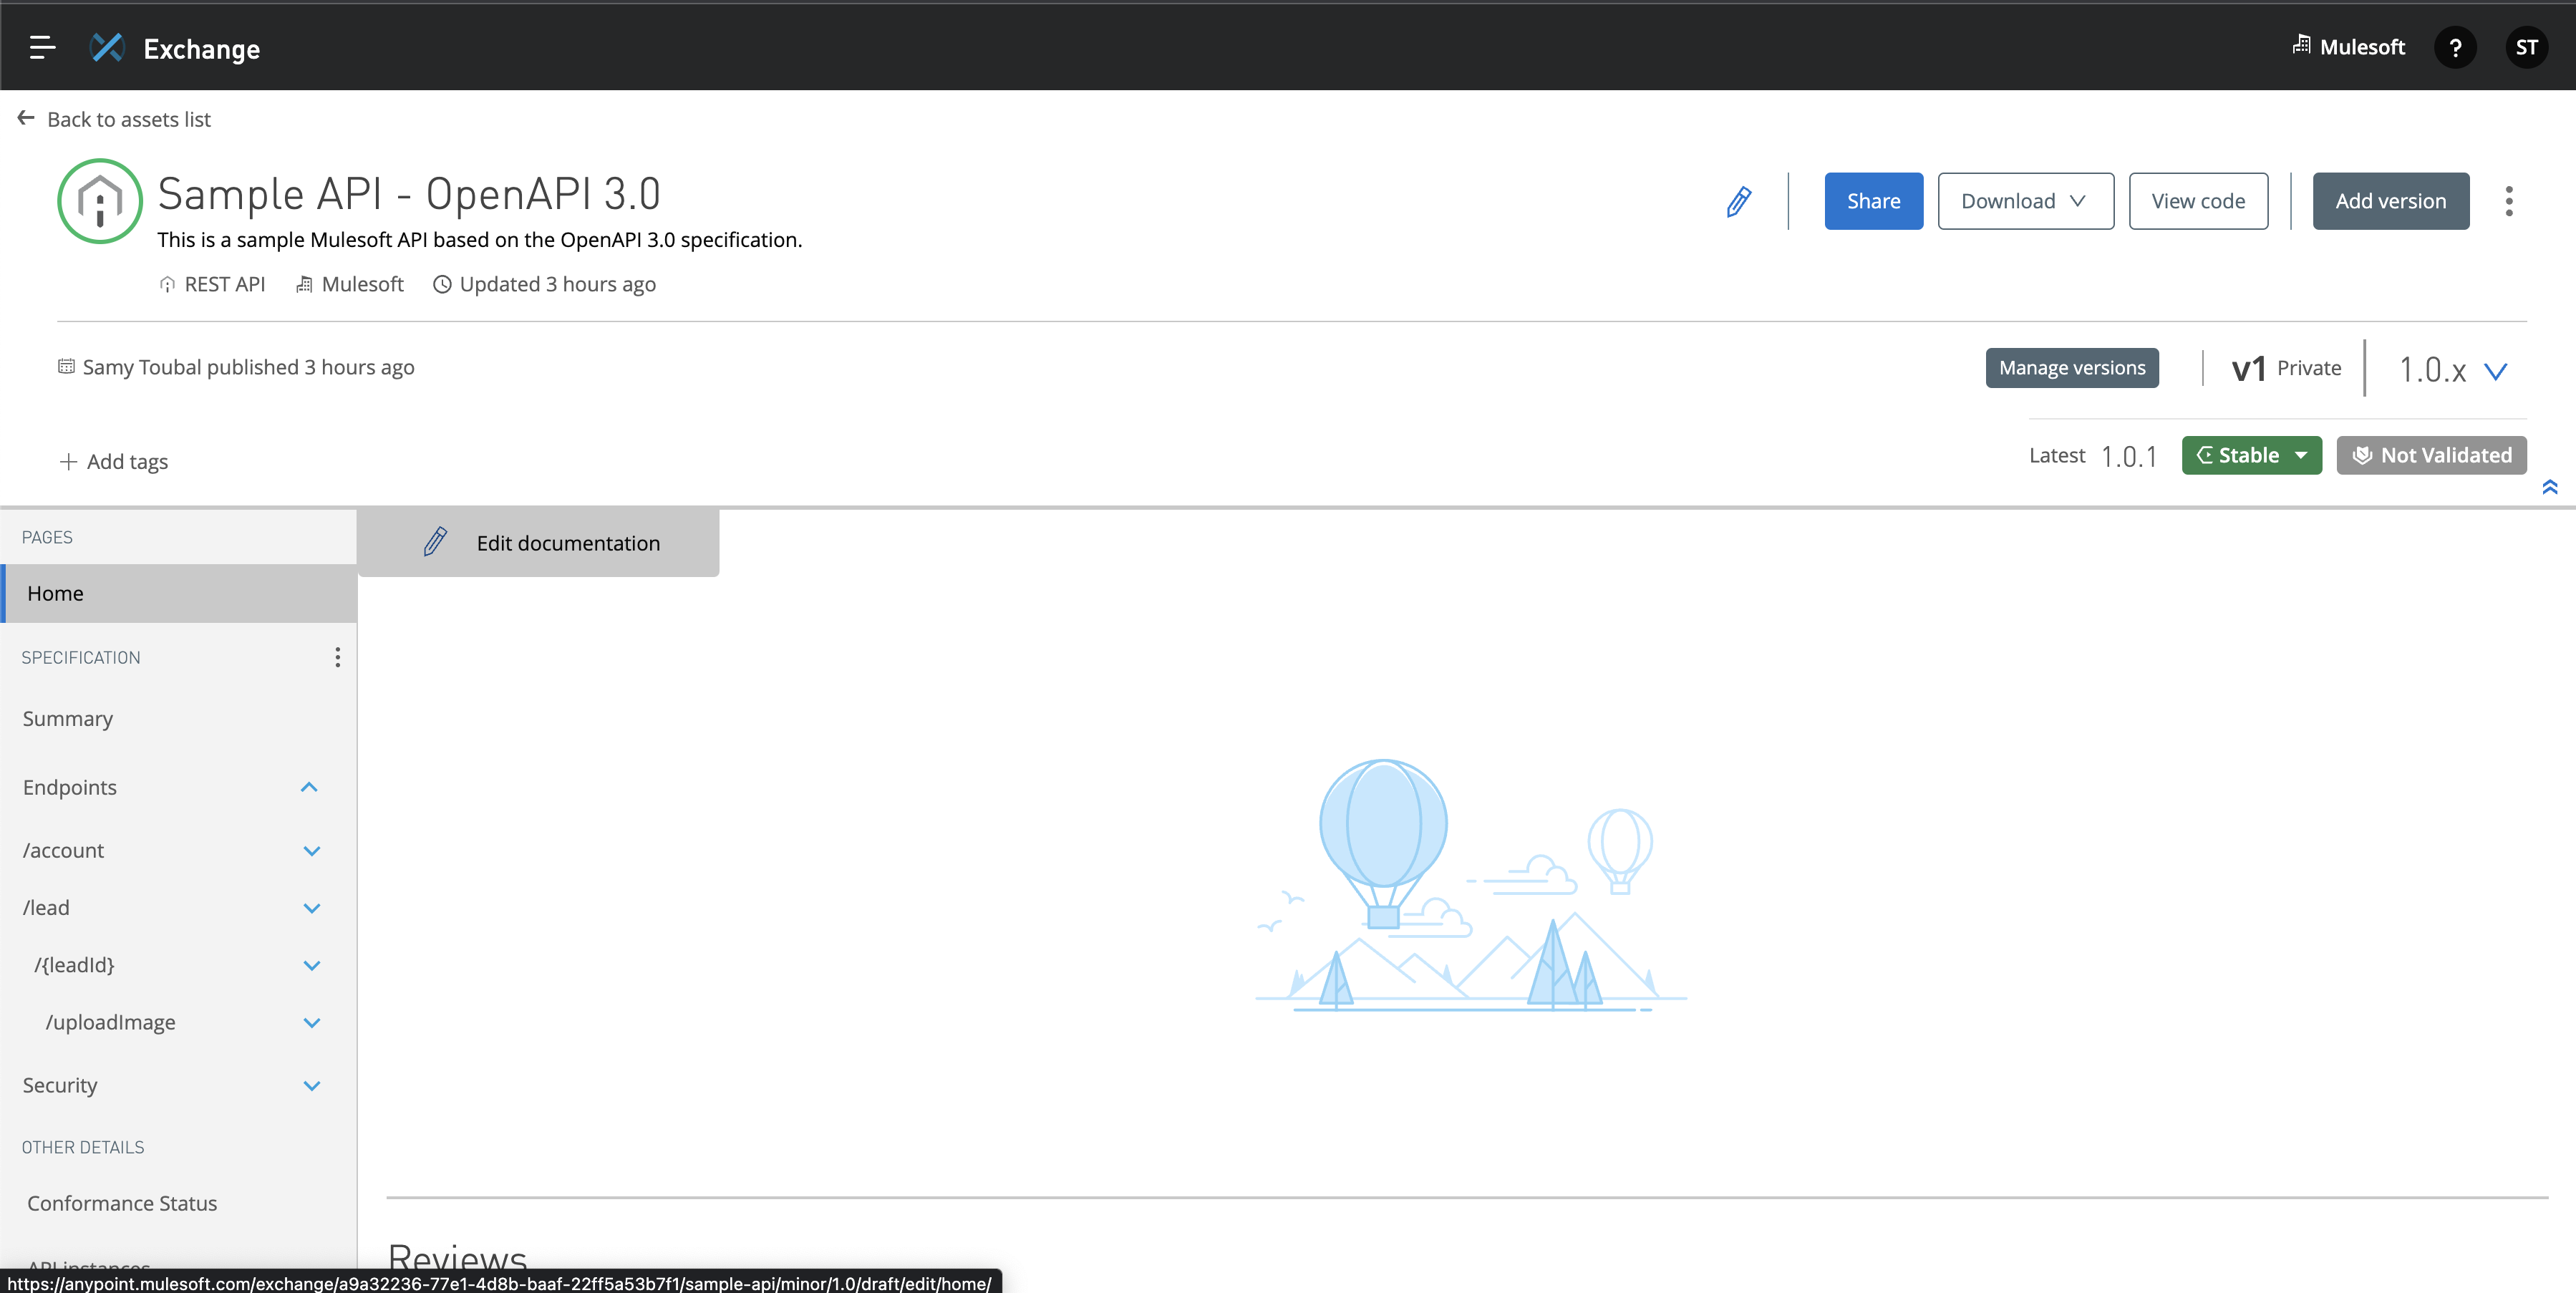 Exchange
Mulesoft
?
ST
Back to assets list
Sample API - OpenAPI 3.0
This is a sample Mulesoft API based on the OpenAPI 3.0 specification.
REST API Mulesoft Updated 3 hours ago
Share
Download
View code
Add version
Samy Toubal published 3 hours ago
Manage versions
v1 Private
1.0.x
Add tags
Latest 1.0.1
Stable
Not Validated
PAGES
Home
Edit documentation
SPECIFICATION
Summary
Endpoints
/account
/lead
/{leadId}
/uploadImage
Security
OTHER DETAILS
Conformance Status
API instances
Reviews
https://anypoint.mulesoft.com/exchange/a9a32236-77e1-4d8b-baaf-22ff5a53b7f1/sample-api/minor/1.0/draft/edit/home/